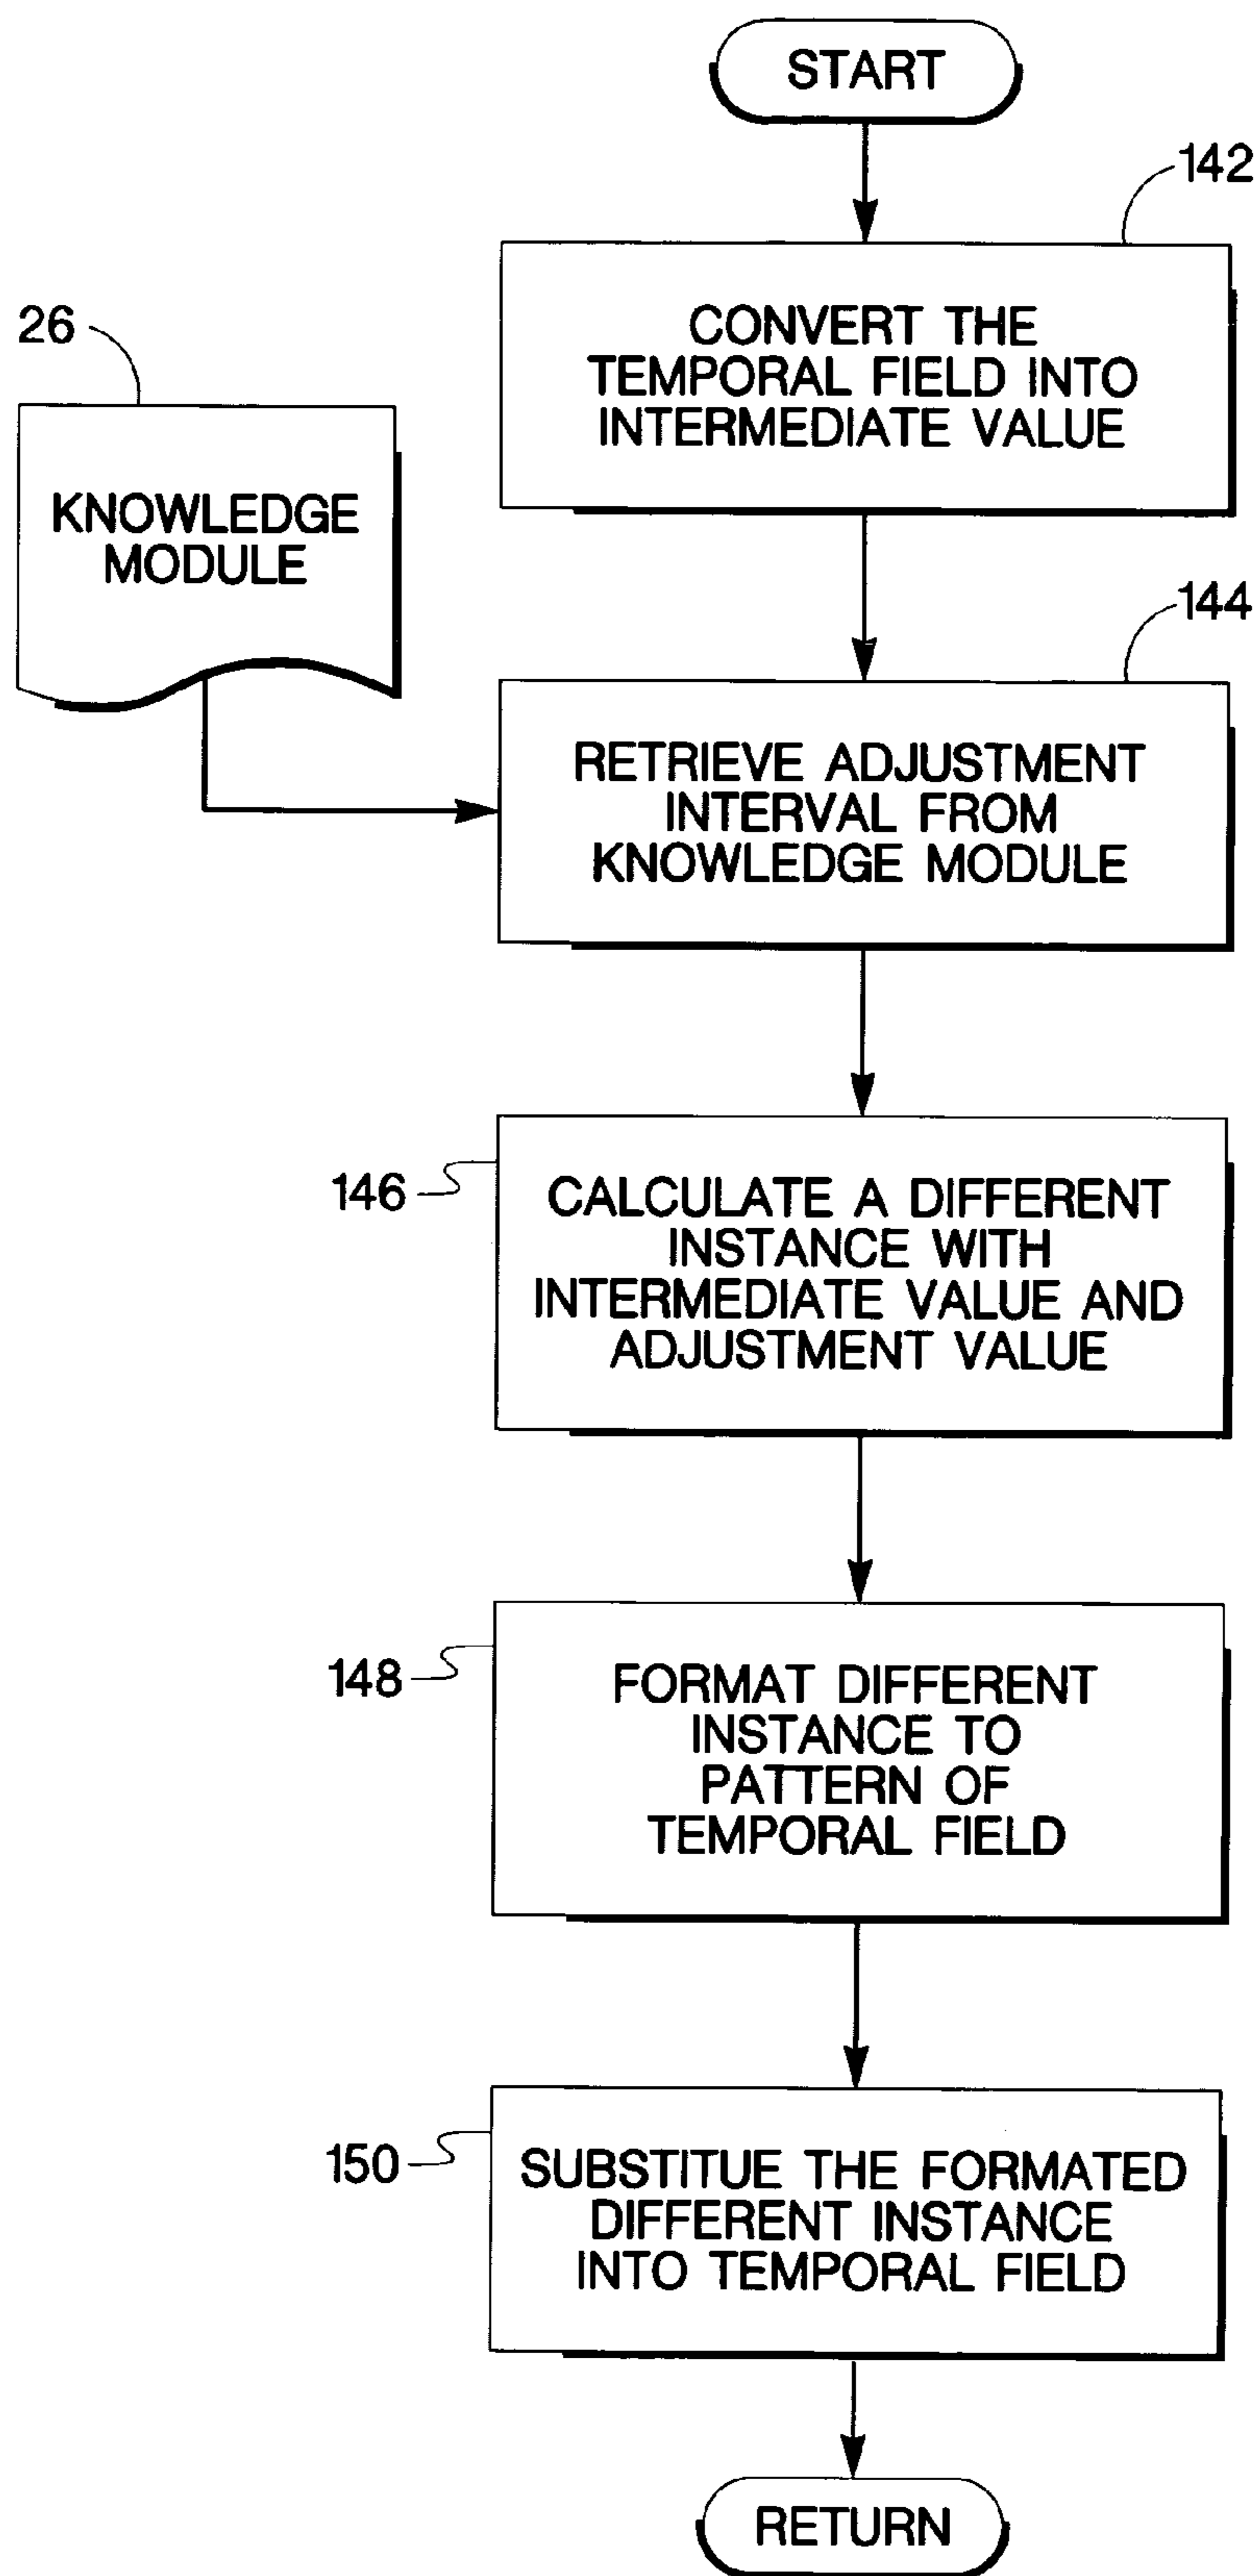 START
142
CONVERT THE
TEMPORAL FIELD INTO
INTERMEDIATE VALUE
26
KNOWLEDGE
MODULE
144
RETRIEVE ADJUSTMENT
INTERVAL FROM
KNOWLEDGE MODULE
146
CALCULATE A DIFFERENT
INSTANCE WITH
INTERMEDIATE VALUE AND
ADJUSTMENT VALUE
148
FORMAT DIFFERENT
INSTANCE TO
PATTERN OF
TEMPORAL FIELD
150
SUBSTITUE THE FORMATED
DIFFERENT INSTANCE
INTO TEMPORAL FIELD
RETURN